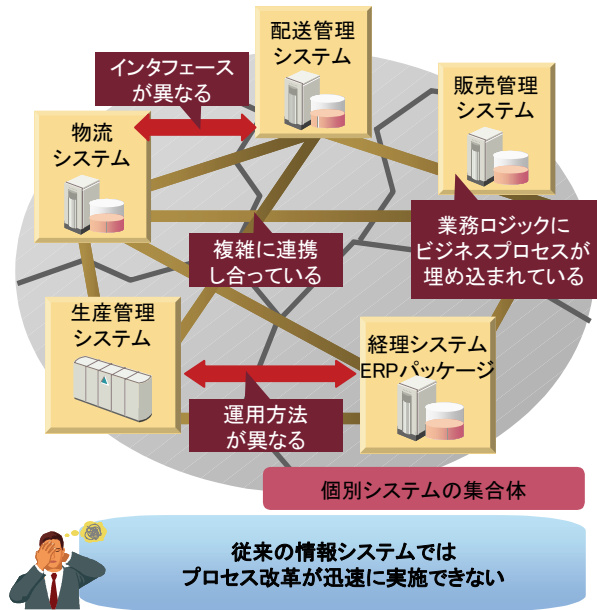 配送管理
システム
インタフェース
が異なる
販売管理
システム
物流
システム
業務ロジックに
ビジネスプロセスが
埋め込まれている
複雑に連携
し合っている
生産管理
システム
経理システム
ERPパッケージ
運用方法
が異なる
個別システムの集合体
従来の情報システムでは
プロセス改革が迅速に実施できない